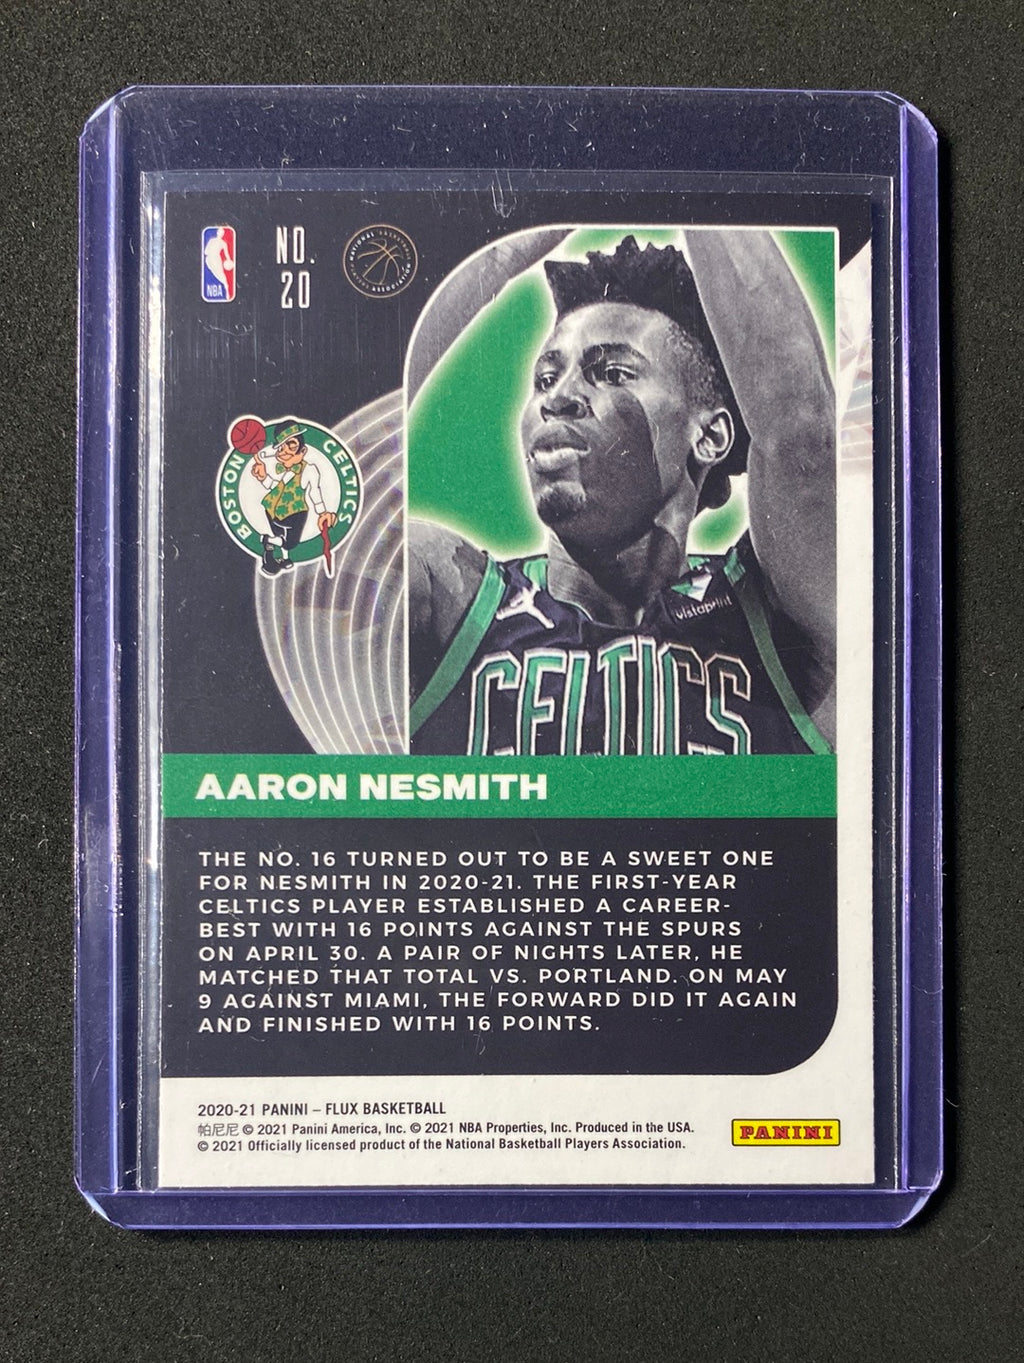 NBA
NO.
20
NATIONAL BASKETBALL
PLAYERS ASSOCIATION
BOSTON CELTICS
vistaprint
CELTICS
AARON NESMITH
THE NO. 16 TURNED OUT TO BE A SWEET ONE
FOR NESMITH IN 2020-21. THE FIRST-YEAR
CELTICS PLAYER ESTABLISHED A CAREER-
BEST WITH 16 POINTS AGAINST THE SPURS
ON APRIL 30. A PAIR OF NIGHTS LATER, HE
MATCHED THAT TOTAL VS. PORTLAND. ON MAY
9 AGAINST MIAMI, THE FORWARD DID IT AGAIN
AND FINISHED WITH 16 POINTS.
2020-21 PANINI – FLUX BASKETBALL
帕尼尼 © 2021 Panini America, Inc. © 2021 NBA Properties, Inc. Produced in the USA.
© 2021 Officially licensed product of the National Basketball Players Association.
PANINI